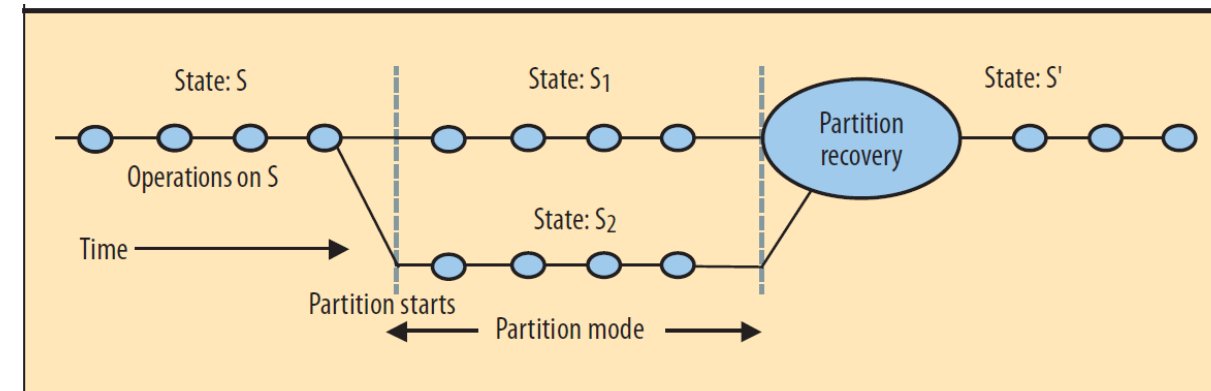 State: S
State: S1
State: S'
Partition
recovery
Operations on S
State: S2
Time
Partition starts
Partition mode